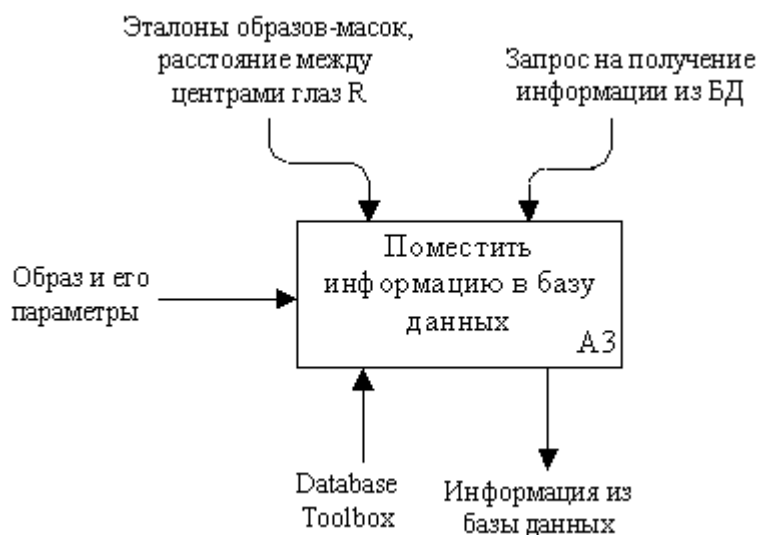 Эталоны образов-масок,
расстояние между
центрами глаз R
Запрос на получение
информации из БД
Образ и его
параметры
Поместить
информацию в базу
данных
А3
Database
Toolbox
Информация из
базы данных